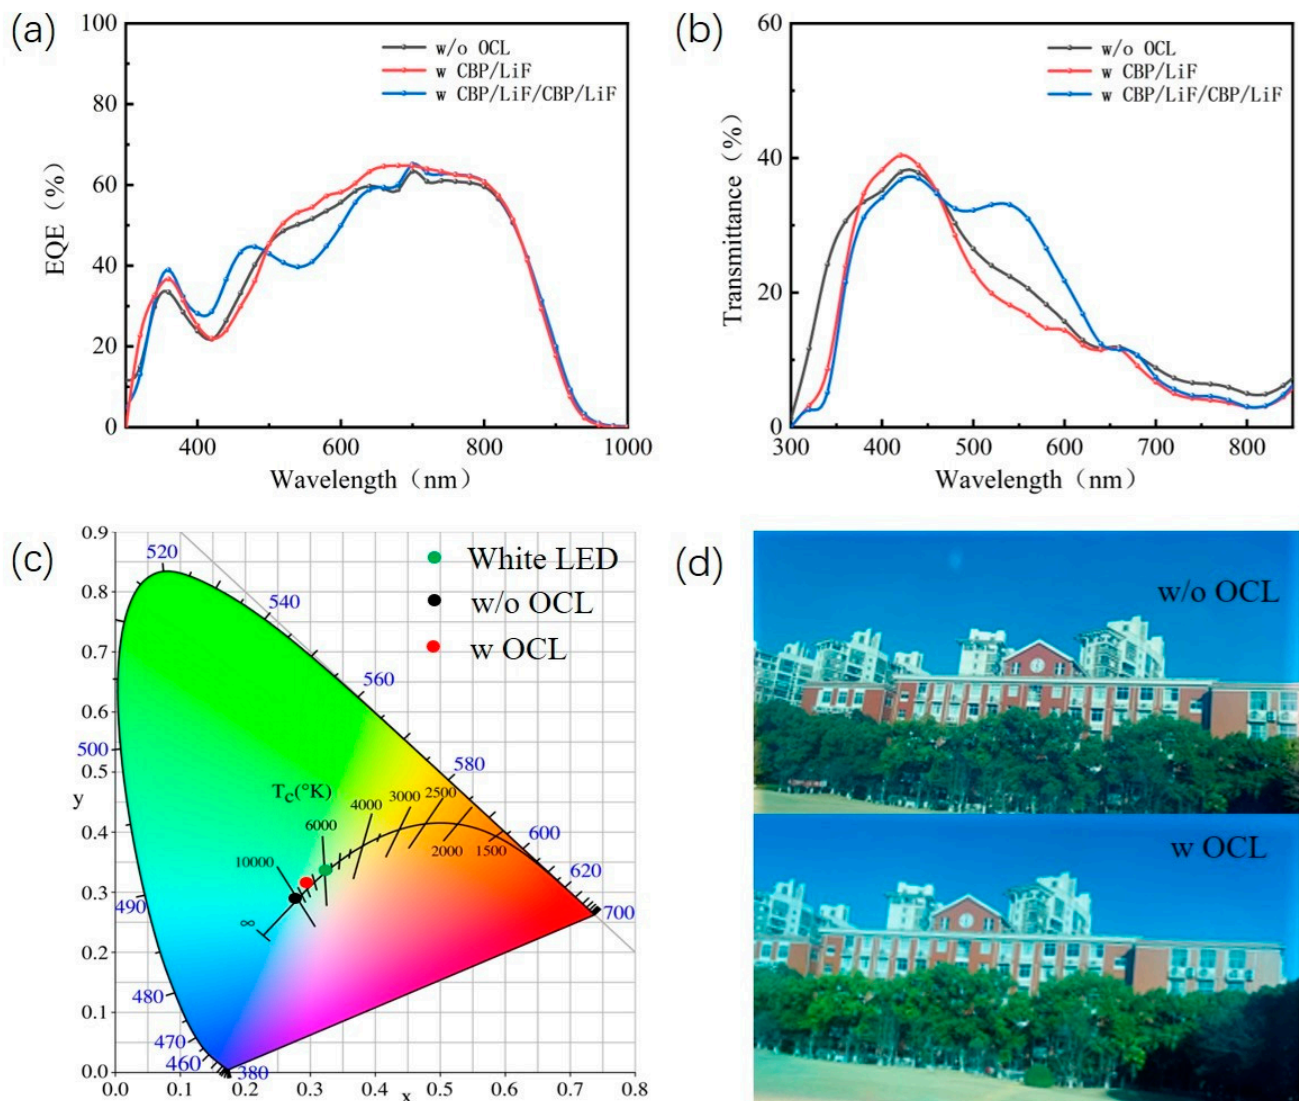 (a)
100
80
60
40
20
0
EQE (%)
400
600
800
1000
Wavelength (nm)
w/o OCL
w CBP/LiF
w CBP/LiF/CBP/LiF
(b)
60
40
20
0
Transmittance (%)
300
400
500
600
700
800
Wavelength (nm)
w/o OCL
w CBP/LiF
w CBP/LiF/CBP/LiF
(c)
0.9
0.8
0.7
0.6
0.5
0.4
0.3
0.2
0.1
0.0
y
0.0
0.1
0.2
0.3
0.4
0.5
0.6
0.7
0.8
x
White LED
w/o OCL
w OCL
520
540
560
580
600
620
700
500
490
480
470
460
380
Tc(°K)
∞
10000
6000
4000
3000
2500
2000
1500
(d)
w/o OCL
w OCL